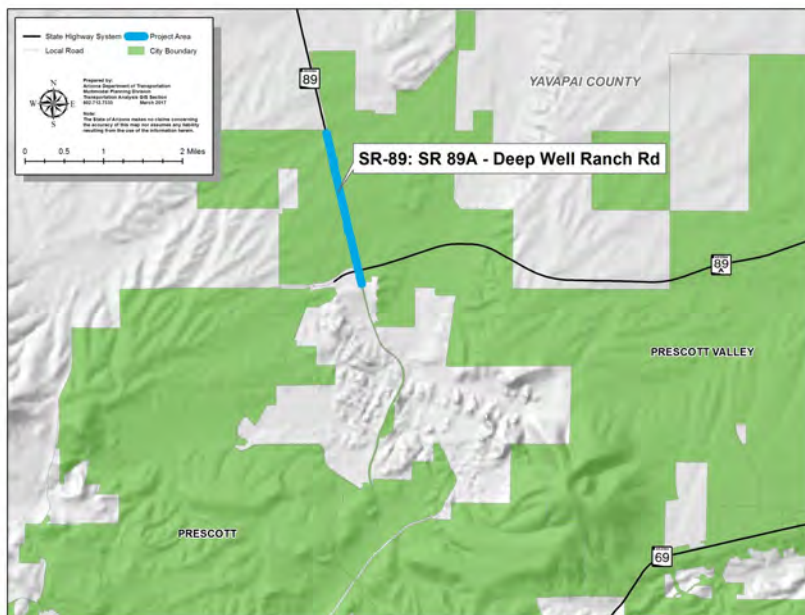 State Highway System
Project Area
Local Road
City Boundary
N
W
E
S
Prepared by:
Arizona Department of Transportation
Multimodal Planning Division
Transportation Analysis GIS Section
602-712-7333 March 2017
Note:
The State of Arizona makes no claims concerning
the accuracy of this map nor assumes any liability
resulting from the use of the information herein.
0 0.5 1 2 Miles
89
YAVAPAI COUNTY
SR-89: SR 89A - Deep Well Ranch Rd
89
A
PRESCOTT VALLEY
PRESCOTT
69